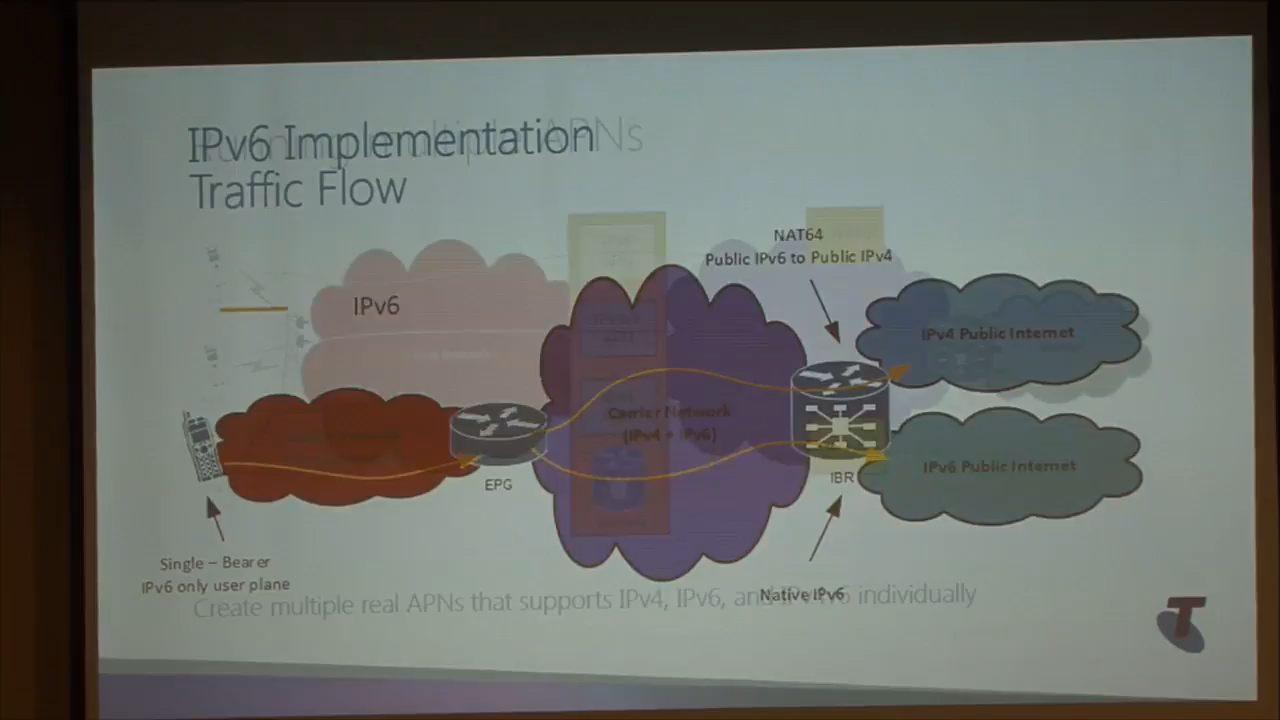 IPv6 Implementation
APNs
Traffic Flow
NAT64
Public IPv6 to Public IPv4
IPv6
IPv4 Public Internet
Carrier Network
(IPv4 + IPv6)
IPv6 Public Internet
EPG
IBR
Single – Bearer
IPv6 only user plane
Native IPv6
Create multiple real APNs that supports IPv4, IPv6, and individually
T